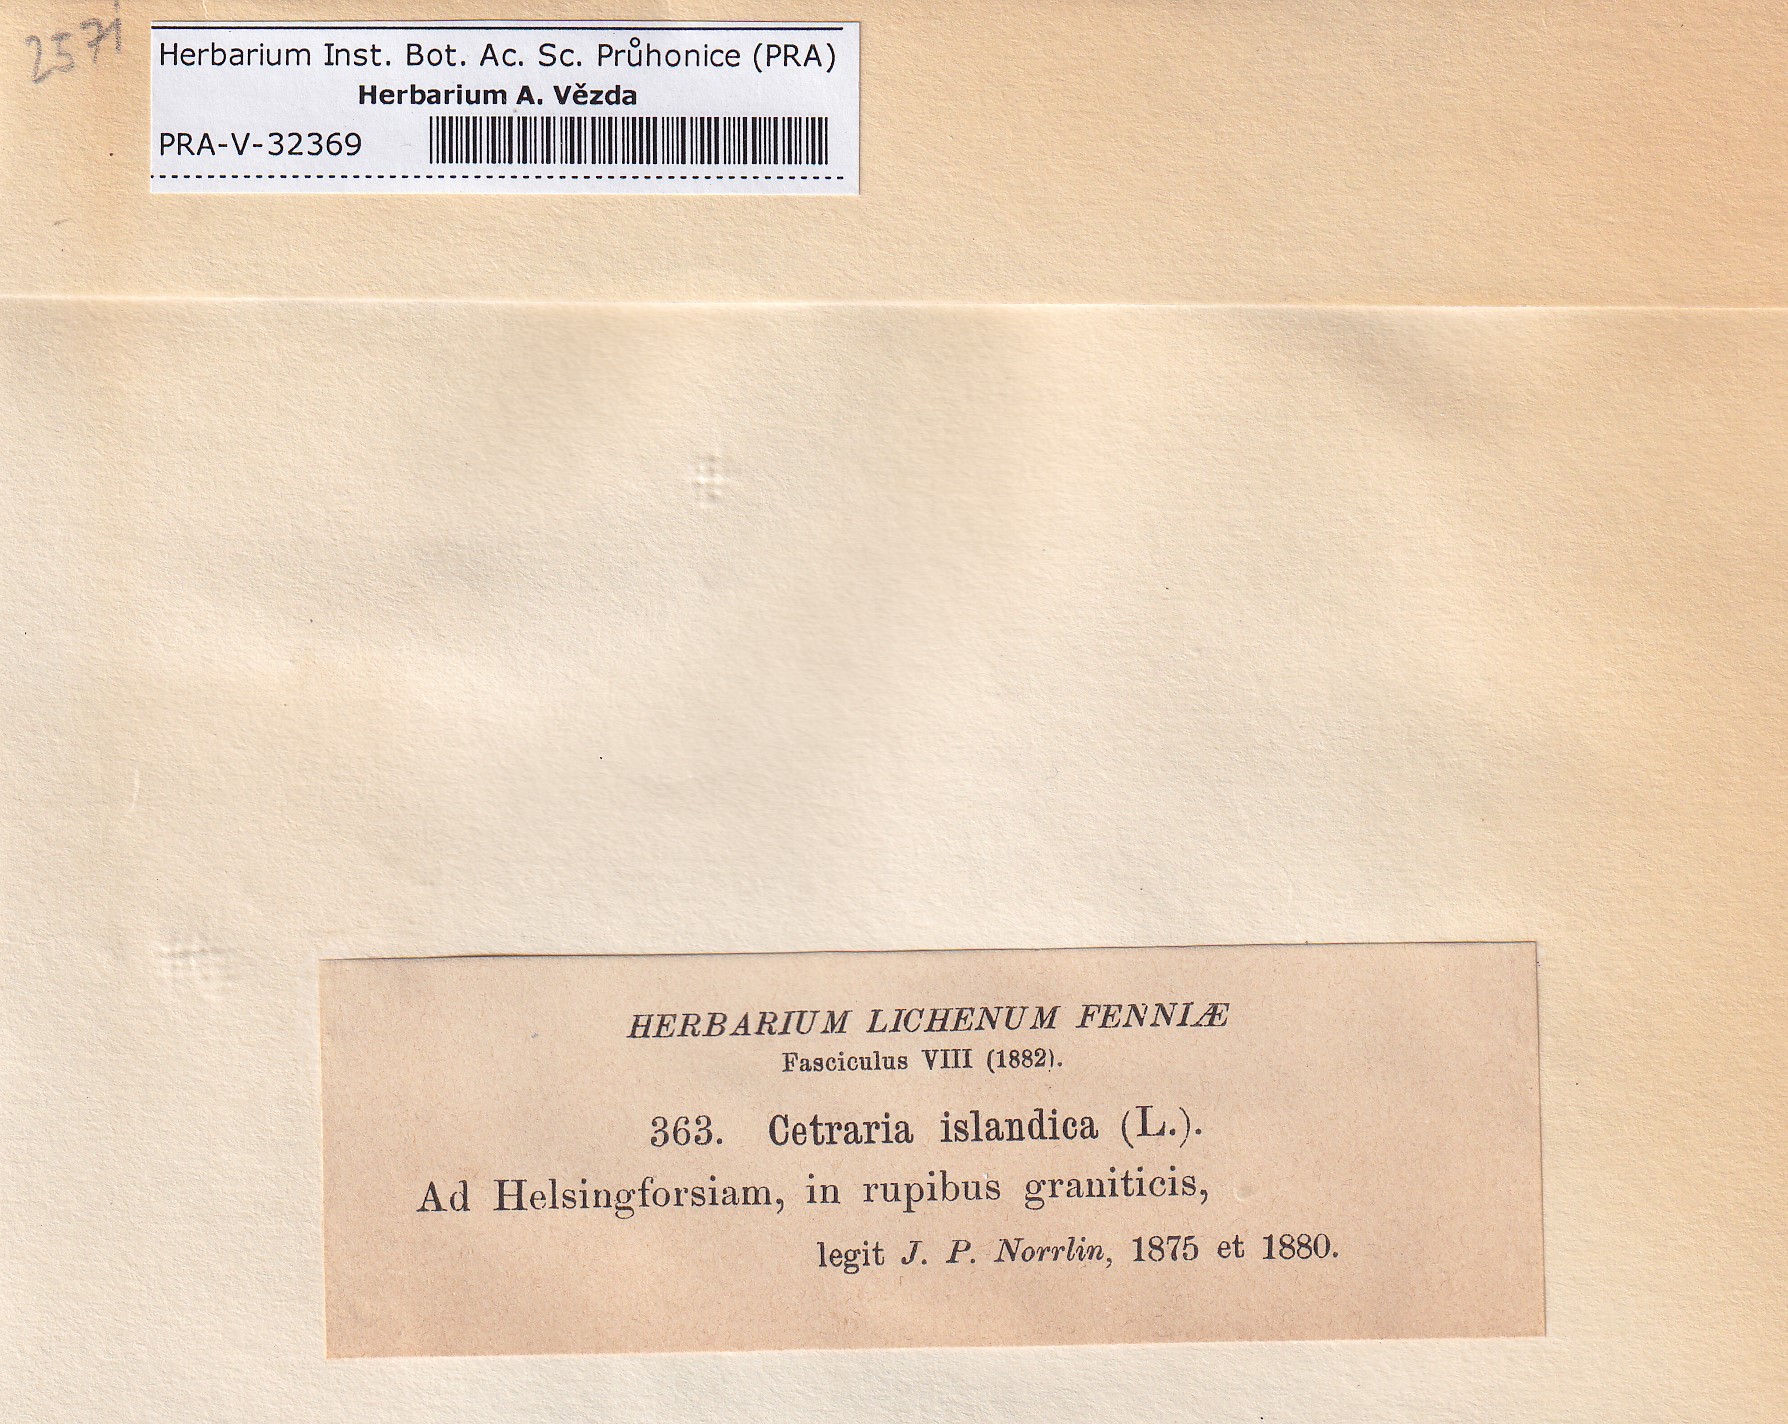 2571
Herbarium Inst. Bot. Ac. Sc. Průhonice (PRA)
Herbarium A. Vězda
PRA-V-32369
HERBARIUM LICHENUM FENNIÆ
Fasciculus VIII (1882).
363. Cetraria islandica (L.).
Ad Helsingforsiam, in rupibus graniticis,
legit J. P. Norrlin, 1875 et 1880.